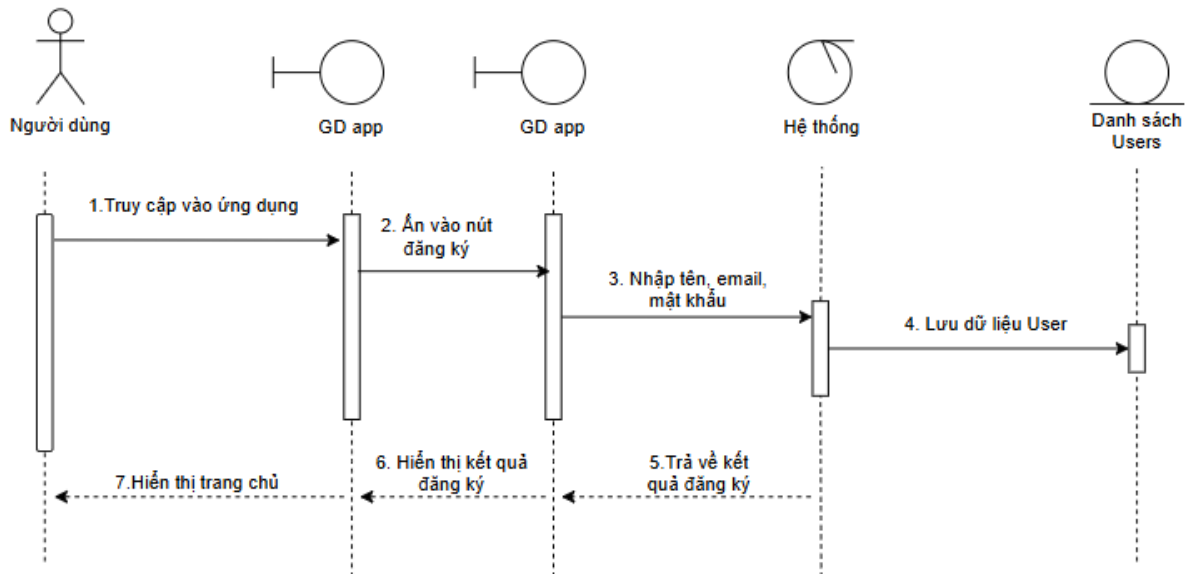 Người dùng
GD app
GD app
Hệ thống
Danh sách
Users
1.Truy cập vào ứng dụng
2. Ấn vào nút
đăng ký
3. Nhập tên, email,
mật khẩu
4. Lưu dữ liệu User
5.Trả về kết
quả đăng ký
6. Hiển thị kết quả
đăng ký
7.Hiển thị trang chủ